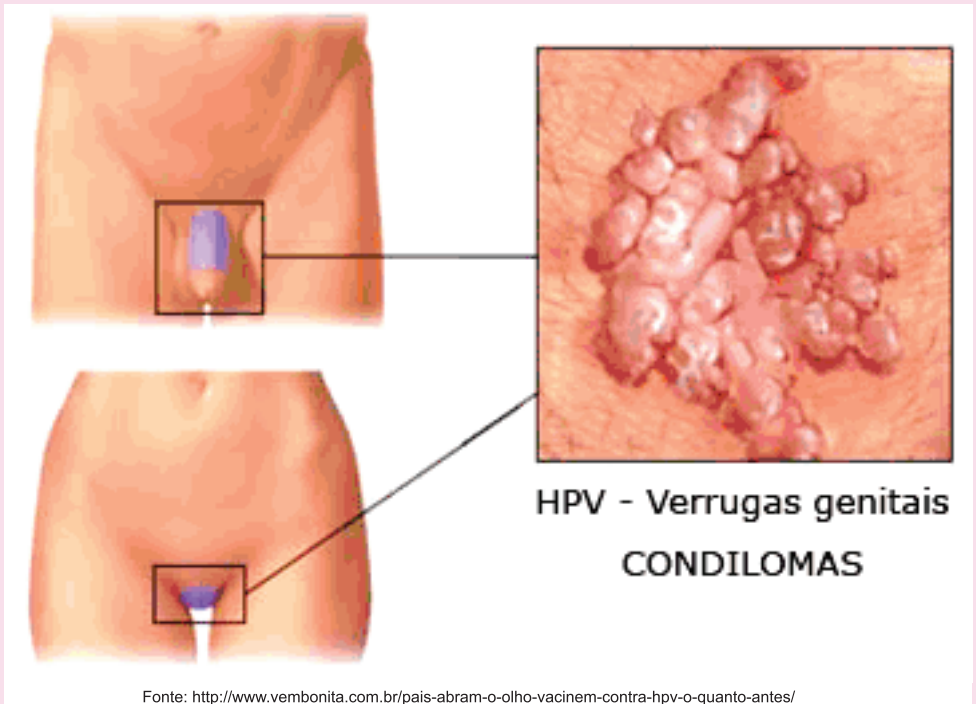 HPV - Verrugas genitais
CONDILOMAS
Fonte: http://www.vembonita.com.br/pais-abram-o-olho-vacinem-contra-hpv-o-quanto-antes/